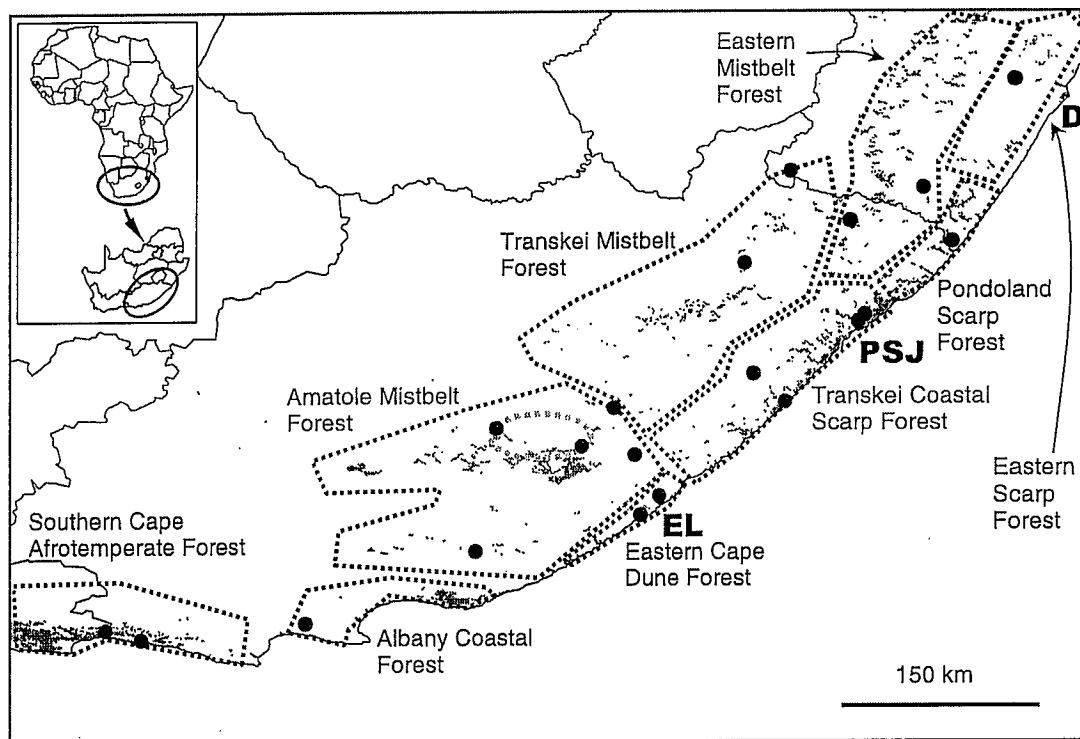 Eastern
Mistbelt
Forest
D
Transkei Mistbelt
Forest
Pondoland
Scarp
Forest
PSJ
Amatole Mistbelt
Forest
Transkei Coastal
Scarp Forest
Eastern
Scarp
Forest
Southern Cape
Afrotemperate Forest
EL
Eastern Cape
Dune Forest
Albany Coastal
Forest
150 km